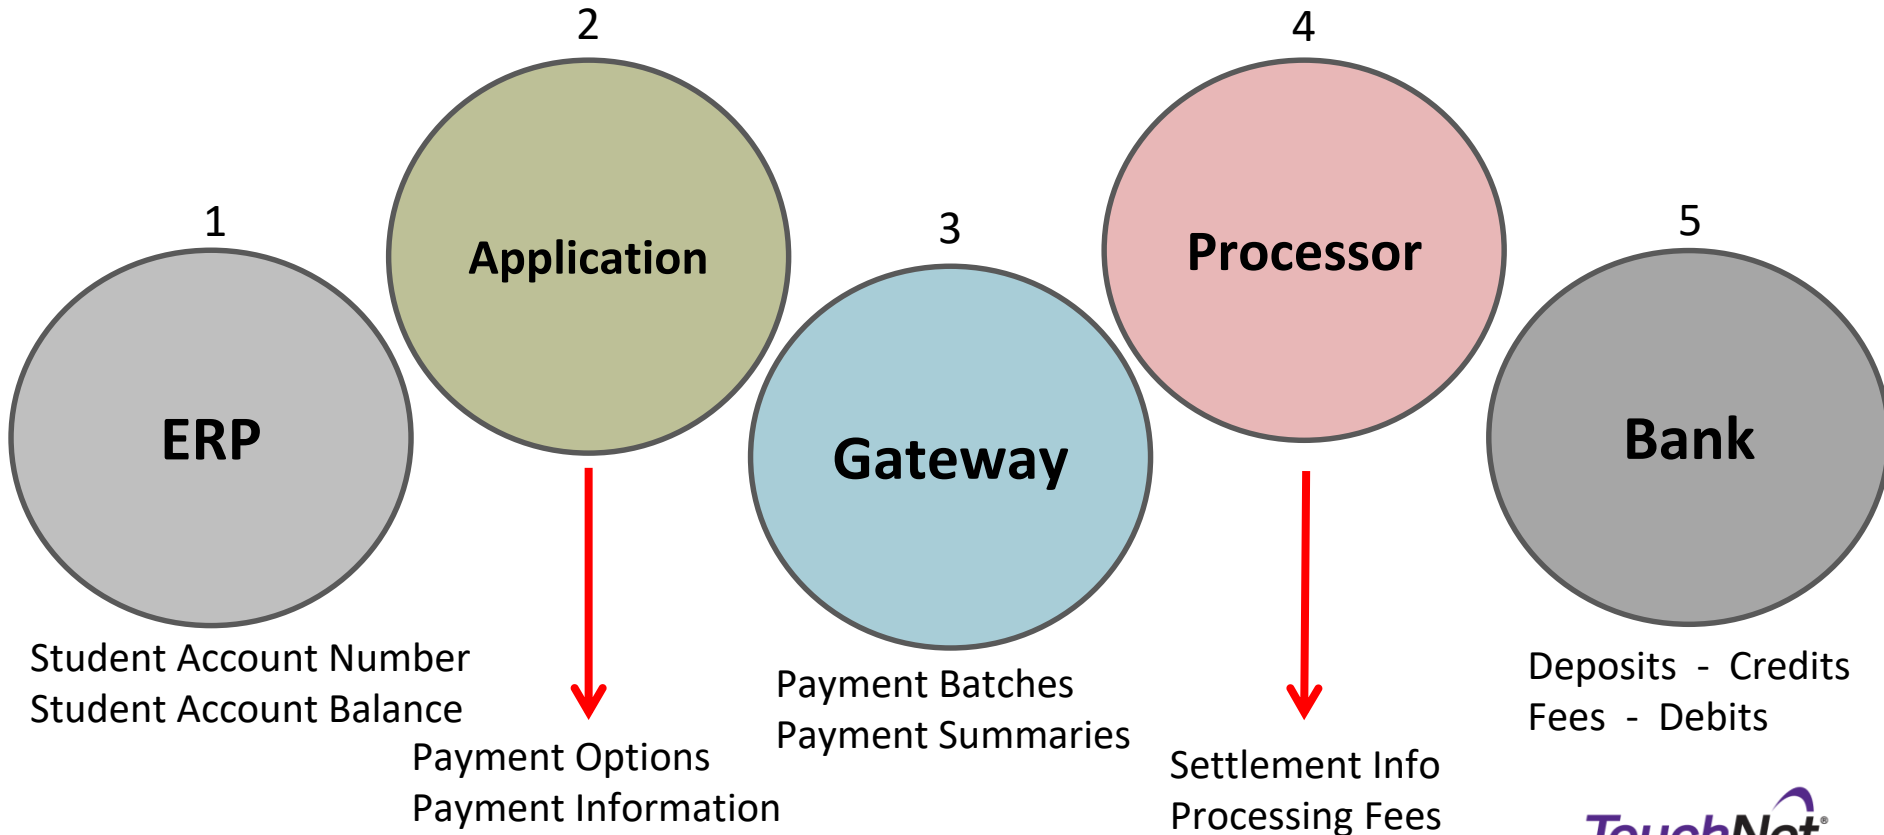 1
ERP
Student Account Number
Student Account Balance
2
Application
Payment Options
Payment Information
3
Gateway
Payment Batches
Payment Summaries
4
Processor
Settlement Info
Processing Fees
5
Bank
Deposits - Credits
Fees - Debits
TouchNet®